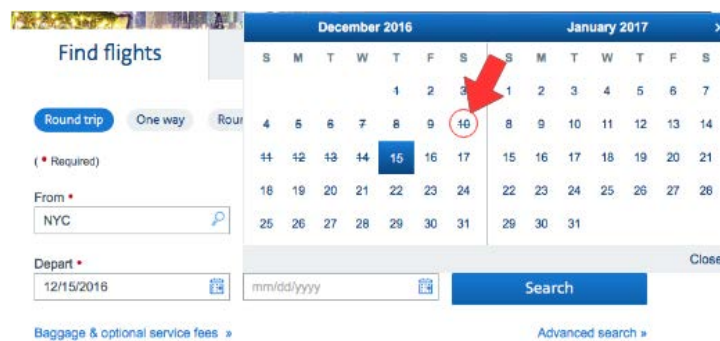 December 2016 January 2017 >
Find flights
S M T W T F S S M T W T F S
1 2 3 1 2 3 4 5 6 7
Round trip One way Roun
4 5 6 7 8 9 10 8 9 10 11 12 13 14
(• Required)
11 12 13 14 15 16 17 15 16 17 18 19 20 21
From •
18 19 20 21 22 23 24 22 23 24 25 26 27 28
NYC
25 26 27 28 29 30 31 29 30 31
Close
Depart •
12/15/2016 mm/dd/yyyy Search
Baggage & optional service fees » Advanced search »